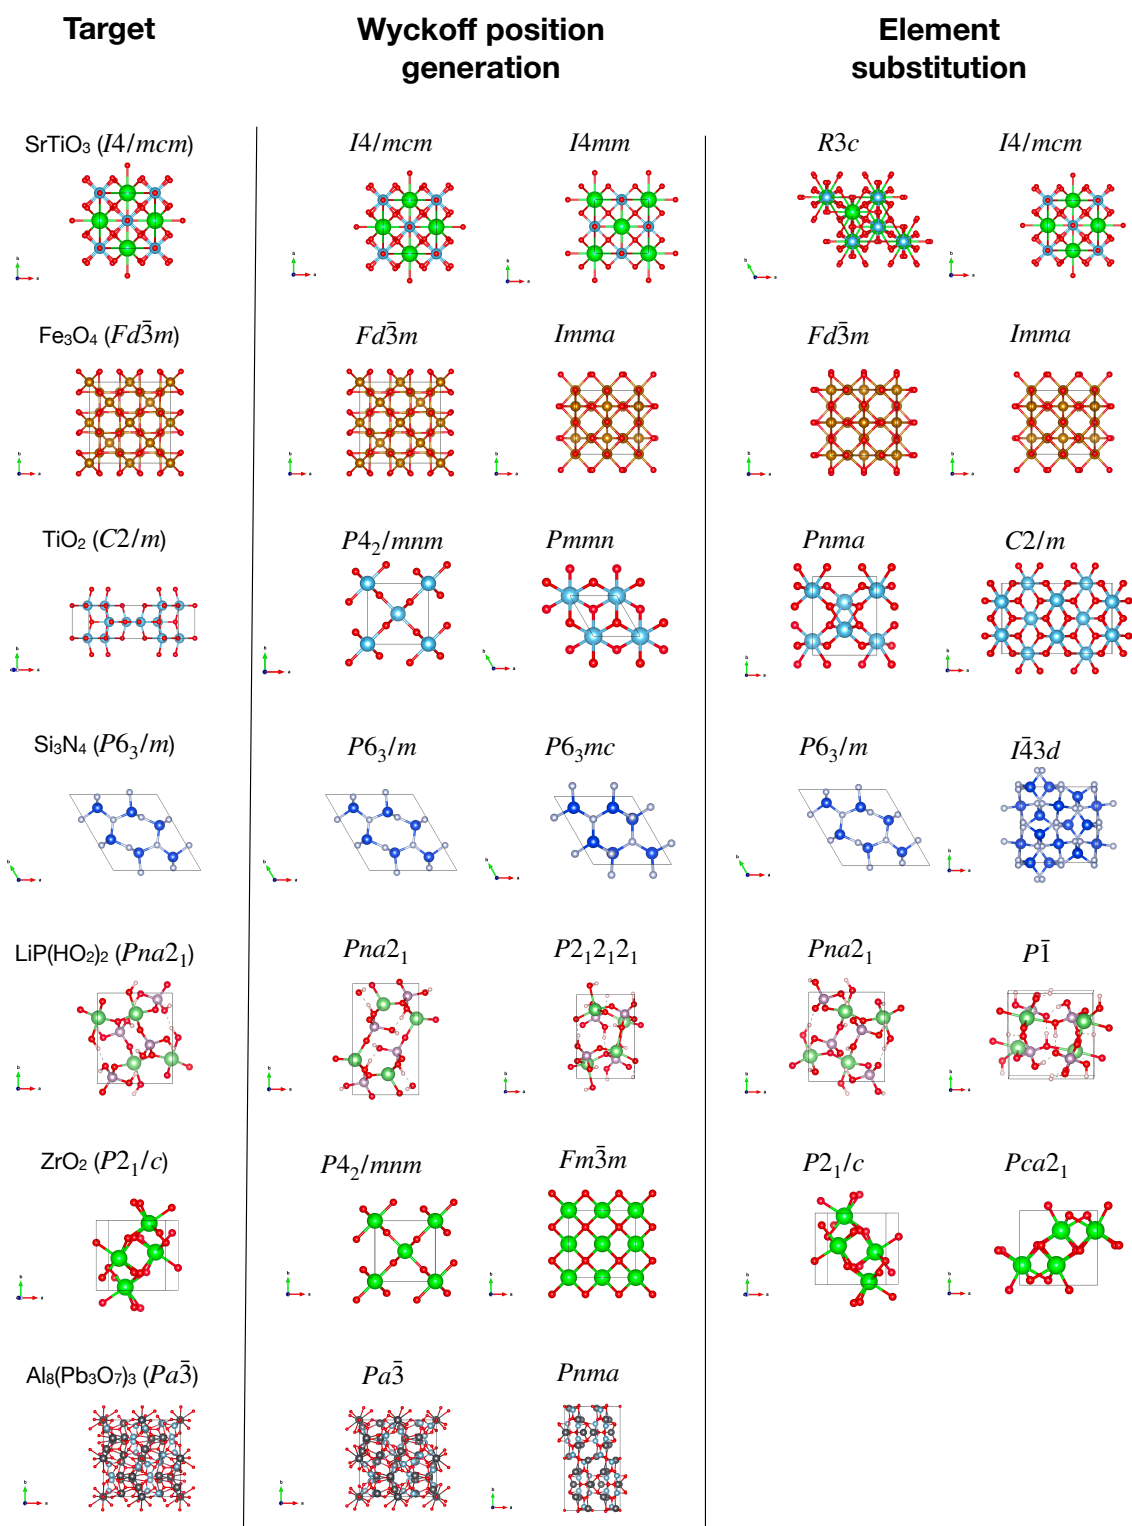 Target
Wyckoff position
generation
Element
substitution
SrTiO₃ (I4/mcm)
I4/mcm
I4mm
R3c
I4/mcm
Fe₃O₄ (Fd3̄m)
Fd3̄m
Imma
Fd3̄m
Imma
TiO₂ (C2/m)
P4₂/mnm
Pmmn
Pnma
C2/m
Si₃N₄ (P6₃/m)
P6₃/m
P6₃mc
P6₃/m
I4̄3d
LiP(HO₂)₂ (Pna2₁)
Pna2₁
P2₁2₁2₁
Pna2₁
P1̄
ZrO₂ (P2₁/c)
P4₂/mnm
Fm3̄m
P2₁/c
Pca2₁
Al₈(Pb₃O₇)₃ (Pa3̄)
Pa3̄
Pnma